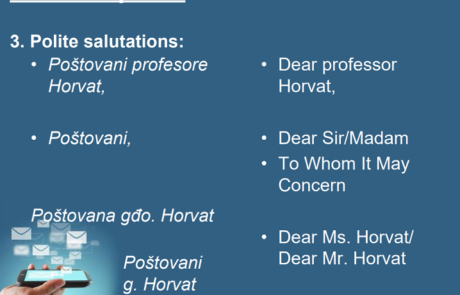 3. Polite salutations:
• Poštovani profesore
Horvat,
• Poštovani,
Poštovana gđo. Horvat
Poštovani
g. Horvat
• Dear professor
Horvat,
• Dear Sir/Madam
• To Whom It May
Concern
• Dear Ms. Horvat/
Dear Mr. Horvat